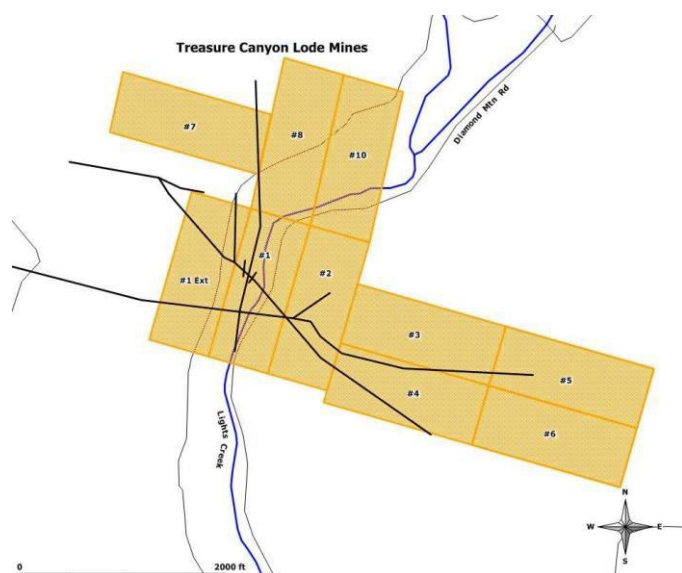 Treasure Canyon Lode Mines
Diamond Mtn Rd
#7
#8
#10
#1 Ext
#1
#2
#3
#5
#4
#6
Lights Creek
N
W
E
S
0
2000 ft